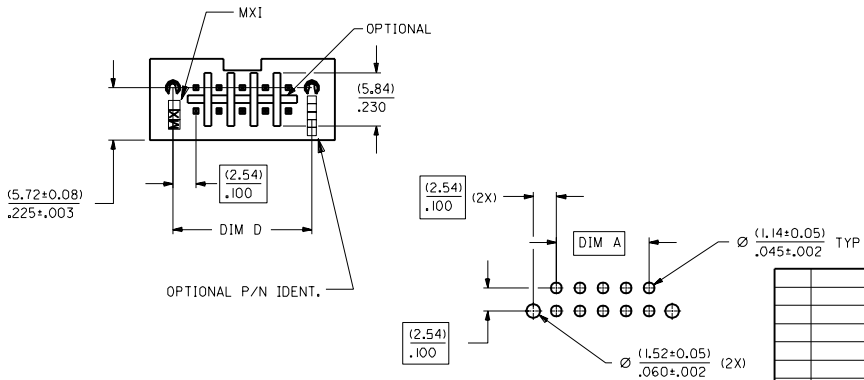 MXI
OPTIONAL
(5.84)
.230
MXI
(5.72±0.08)
.225±.003
(2.54)
.100
DIM D
OPTIONAL P/N IDENT.
(2.54)
.100
(2X)
DIM A
Ø (1.14±0.05) TYP
.045±.002
(2.54)
.100
Ø (1.52±0.05) (2X)
.060±.002